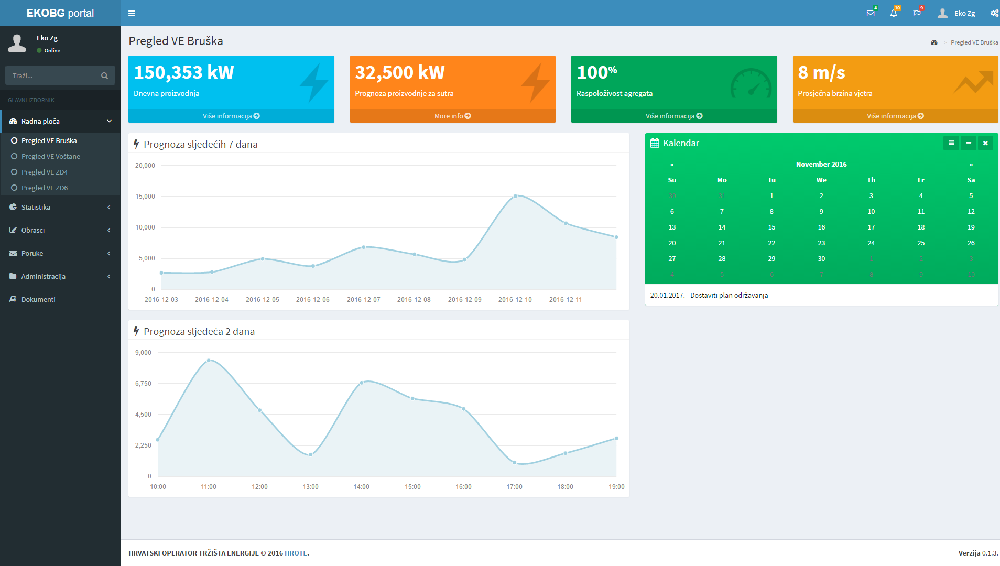 EKOBG portal
4
10
9
Eko Zg
Eko Zg
Online
Traži...
GLAVNI IZBORNIK
Radna ploča
Pregled VE Bruška
Pregled VE Voštane
Pregled VE ZD4
Pregled VE ZD6
Statistika
Obrasci
Poruke
Administracija
Dokumenti
Pregled VE Bruška
> Pregled VE Bruška
150,353 kW
Dnevna proizvodnja
Više informacija
32,500 kW
Prognoza proizvodnje za sutra
More info
100%
Raspoloživost agregata
Više informacija
8 m/s
Prosječna brzina vjetra
Više informacija
Prognoza sljedećih 7 dana
20,000
15,000
10,000
5,000
0
2016-12-03 2016-12-04 2016-12-05 2016-12-06 2016-12-07 2016-12-08 2016-12-09 2016-12-10 2016-12-11
Kalendar
« November 2016 »
Su Mo Tu We Th Fr Sa
30 31 1 2 3 4 5
6 7 8 9 10 11 12
13 14 15 16 17 18 19
20 21 22 23 24 25 26
27 28 29 30 1 2 3
4 5 6 7 8 9 10
20.01.2017. - Dostaviti plan održavanja
Prognoza sljedeća 2 dana
9,000
6,750
4,500
2,250
0
10:00 11:00 12:00 13:00 14:00 15:00 16:00 17:00 18:00 19:00
HRVATSKI OPERATOR TRŽIŠTA ENERGIJE © 2016 HROTE.
Verzija 0.1.3.